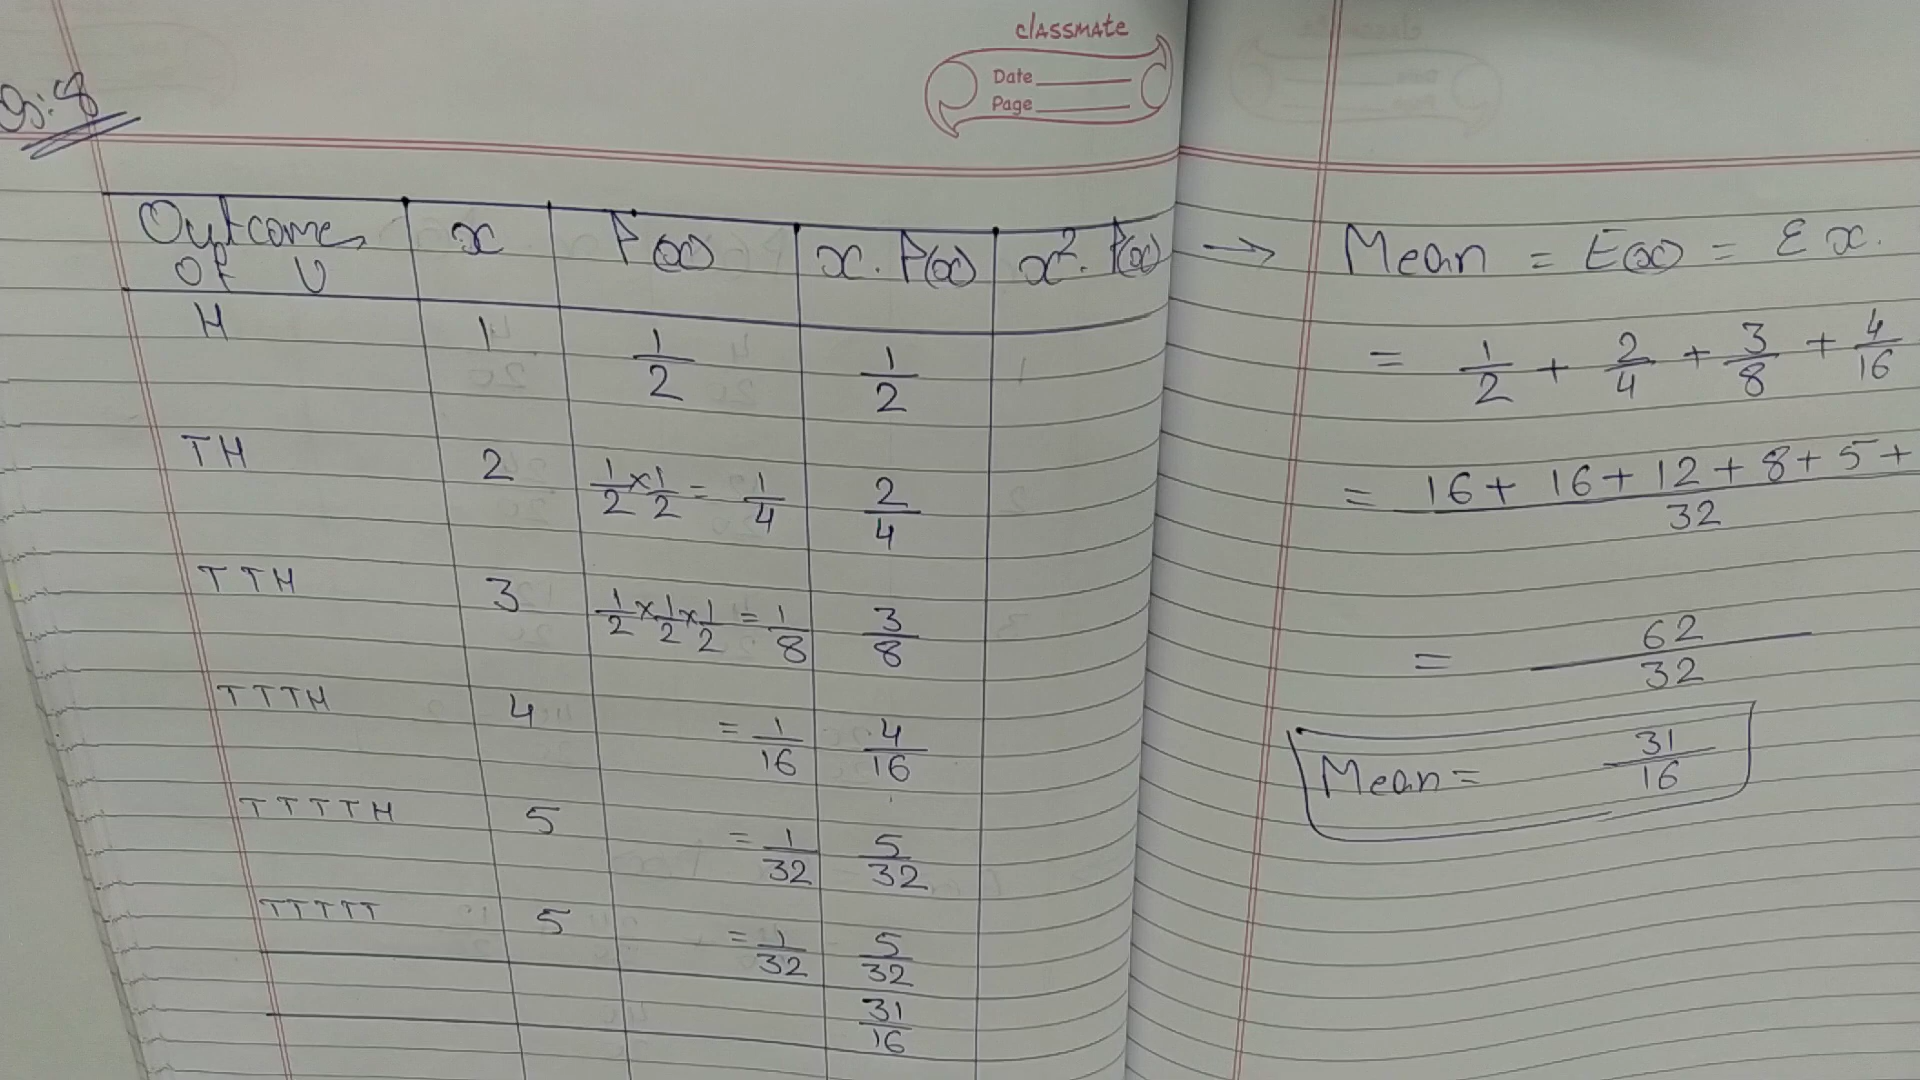 classmate
Date
Page
Q:8
Outcomes of U | x | P(x) | x. P(x) | x². P(x)
H | 1 | 1/2 | 1/2
TH | 2 | 1/2 × 1/2 = 1/4 | 2/4
TTH | 3 | 1/2 × 1/2 × 1/2 = 1/8 | 3/8
TTTH | 4 | = 1/16 | 4/16
TTTTH | 5 | = 1/32 | 5/32
TTTTT | 5 | = 1/32 | 5/32
31/16
→ Mean = E(x) = Σ x.
= 1/2 + 2/4 + 3/8 + 4/16
= 16 + 16 + 12 + 8 + 5 + / 32
= 62/32
Mean = 31/16